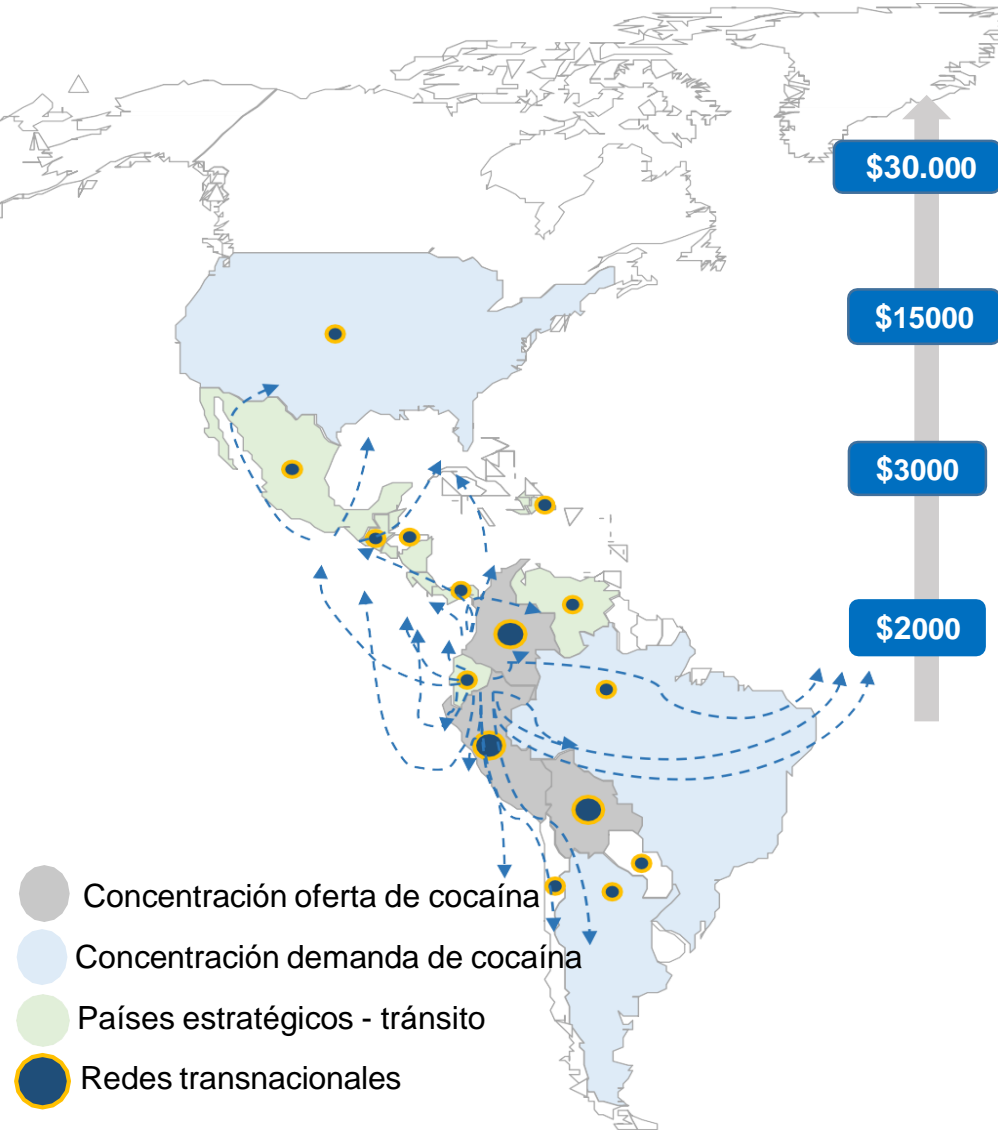 $30.000
$15000
$3000
$2000
Concentración oferta de cocaína
Concentración demanda de cocaína
Países estratégicos - tránsito
Redes transnacionales